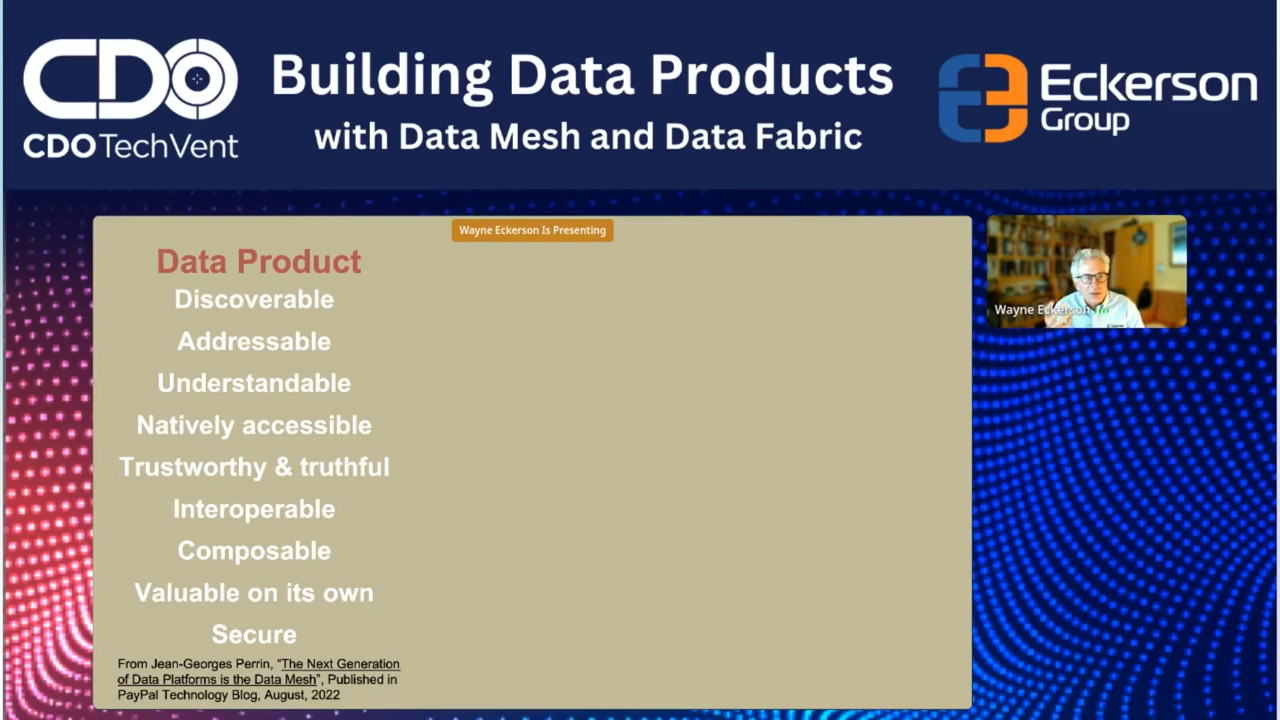 CDO
CDO TechVent
Building Data Products
with Data Mesh and Data Fabric
Eckerson
Group
Wayne Eckerson Is Presenting
Data Product
Discoverable
Addressable
Understandable
Natively accessible
Trustworthy & truthful
Interoperable
Composable
Valuable on its own
Secure
From Jean-Georges Perrin, "The Next Generation
of Data Platforms is the Data Mesh", Published in
PayPal Technology Blog, August, 2022
Wayne Eckerson